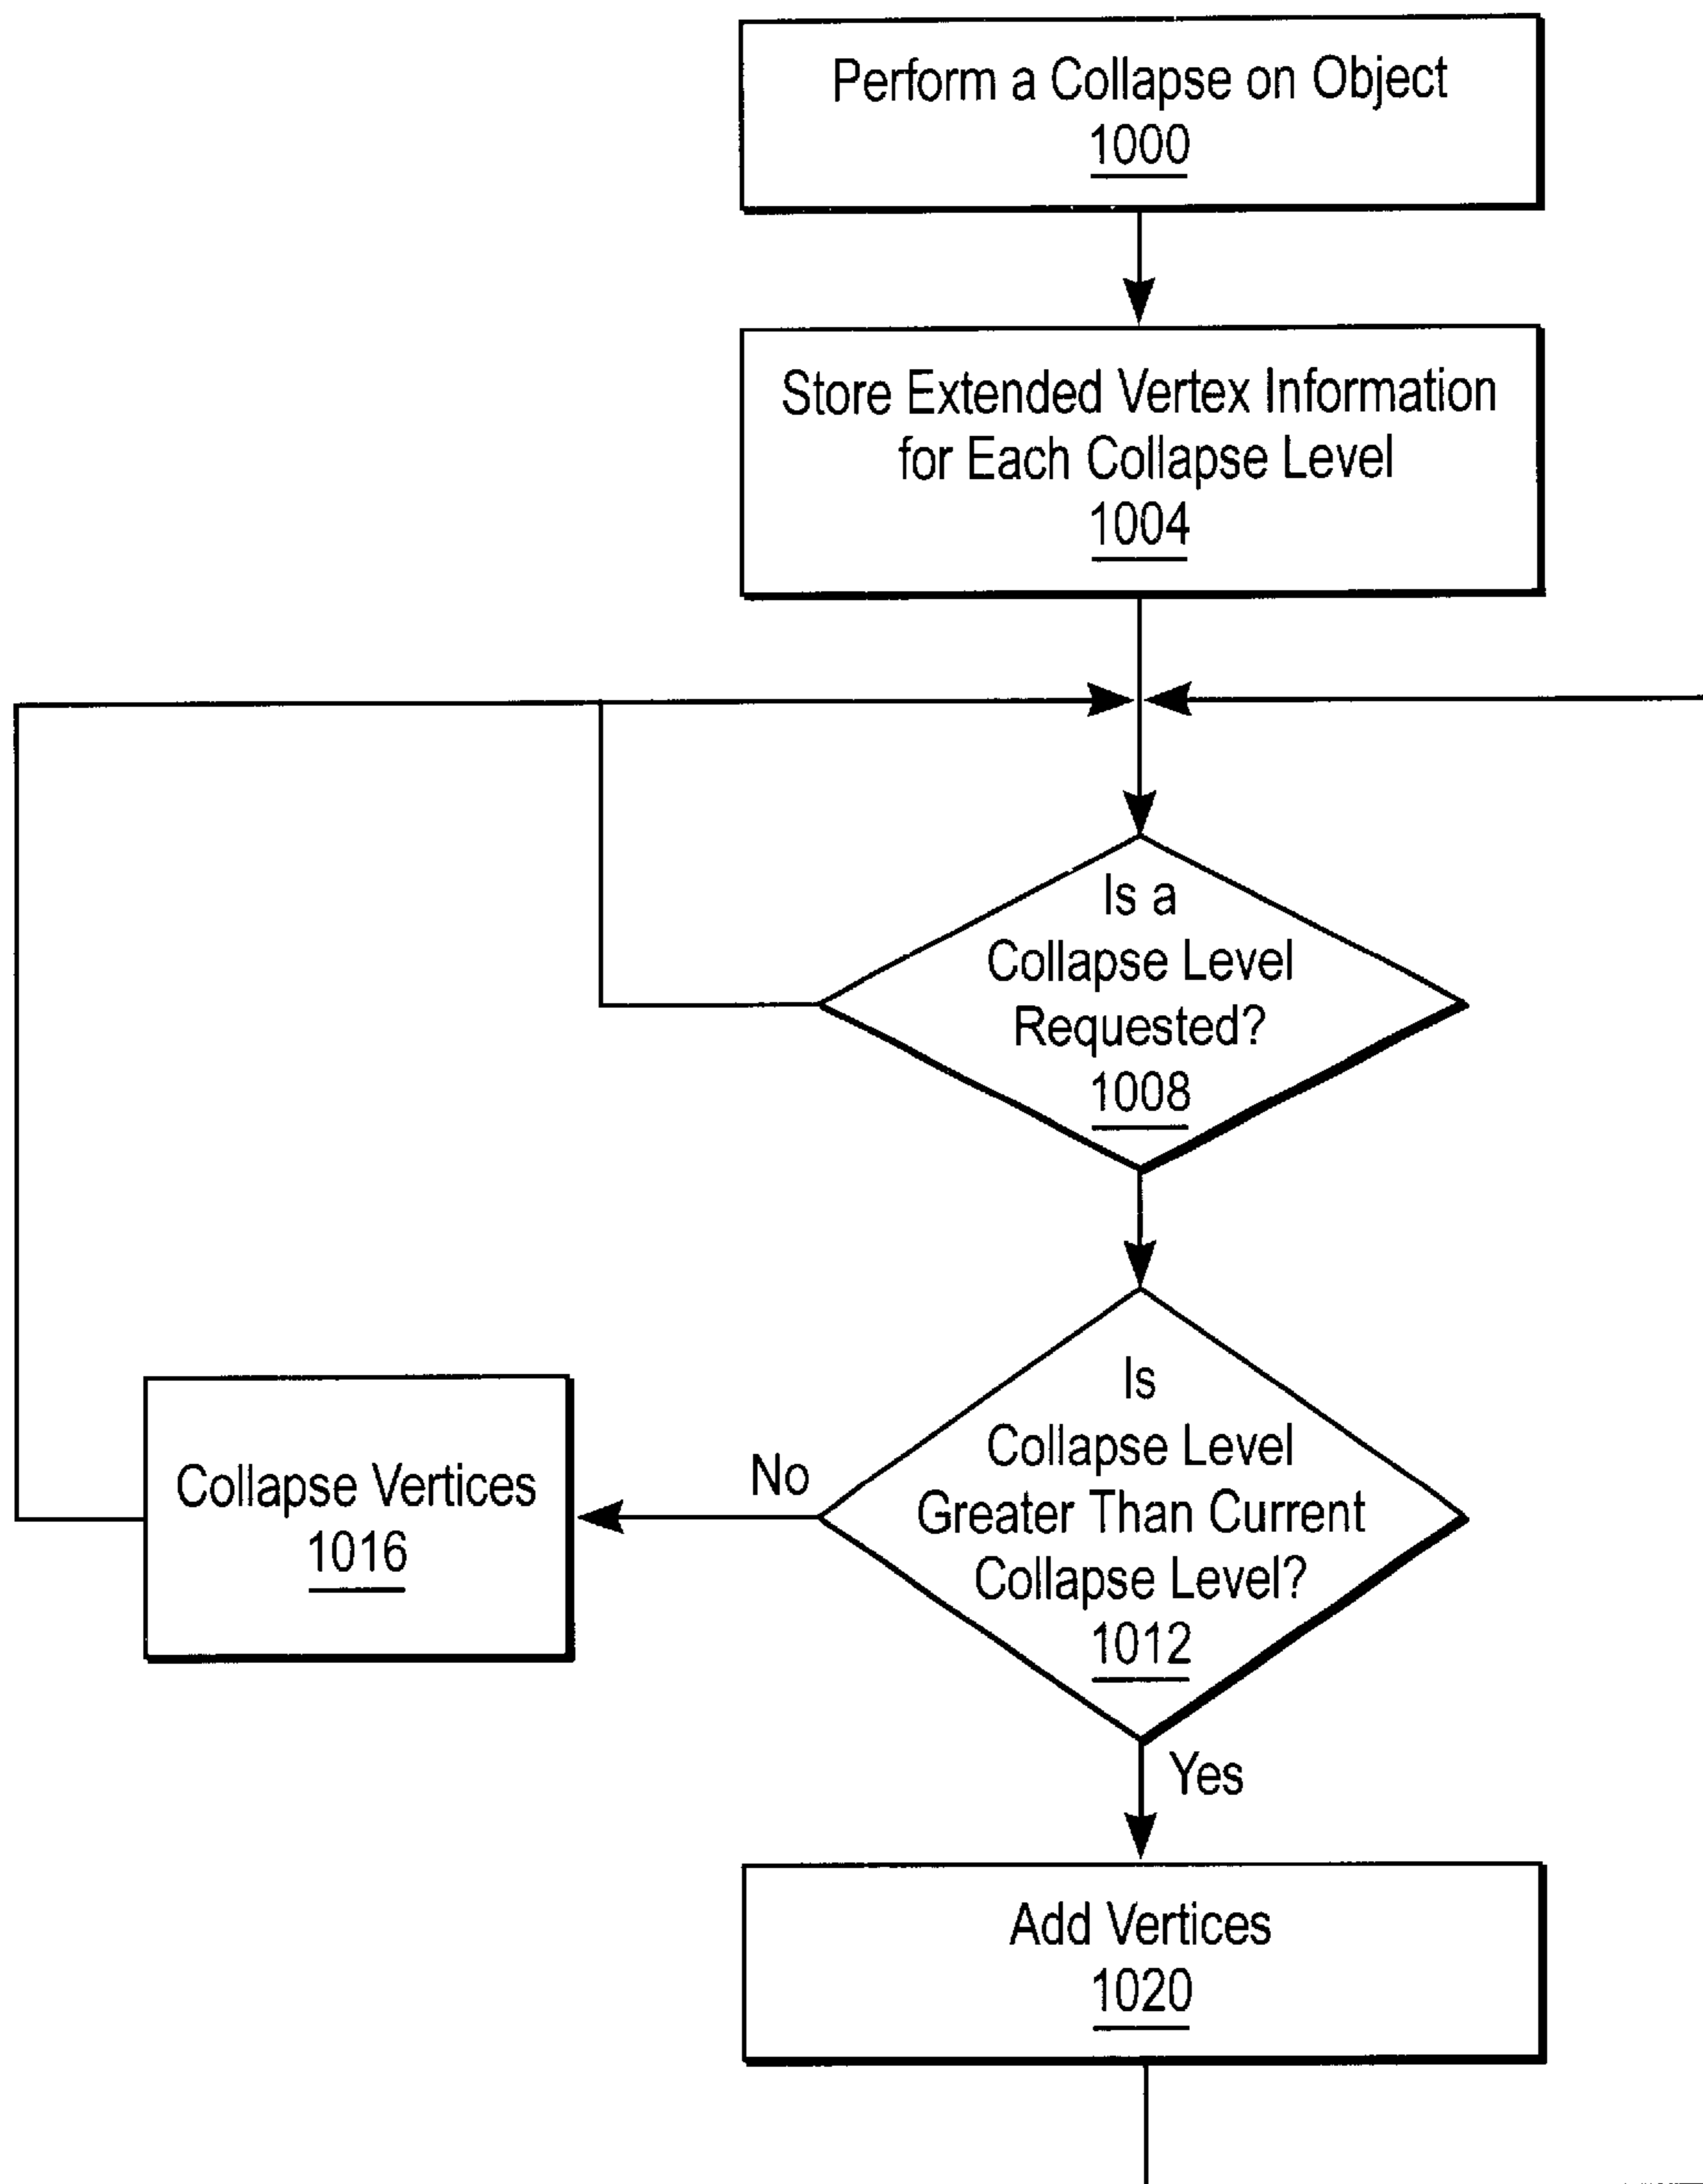 Perform a Collapse on Object
1000
Store Extended Vertex Information
for Each Collapse Level
1004
Is a
Collapse Level
Requested?
1008
Is
Collapse Level
Greater Than Current
Collapse Level?
1012
No
Collapse Vertices
1016
Yes
Add Vertices
1020